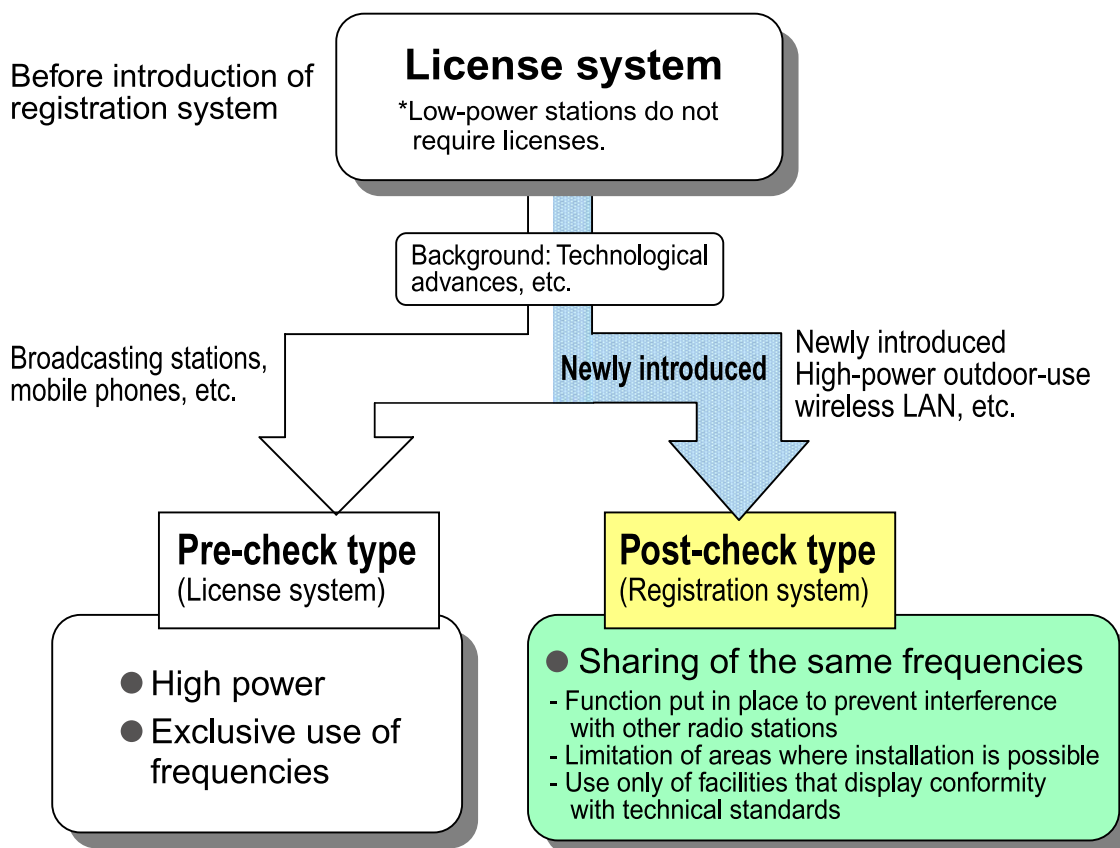 License system
*Low-power stations do not
require licenses.
Before introduction of
registration system
Background: Technological
advances, etc.
Broadcasting stations,
mobile phones, etc.
Newly introduced
Newly introduced
High-power outdoor-use
wireless LAN, etc.
Pre-check type
(License system)
● High power
● Exclusive use of
frequencies
Post-check type
(Registration system)
● Sharing of the same frequencies
- Function put in place to prevent interference
with other radio stations
- Limitation of areas where installation is possible
- Use only of facilities that display conformity
with technical standards